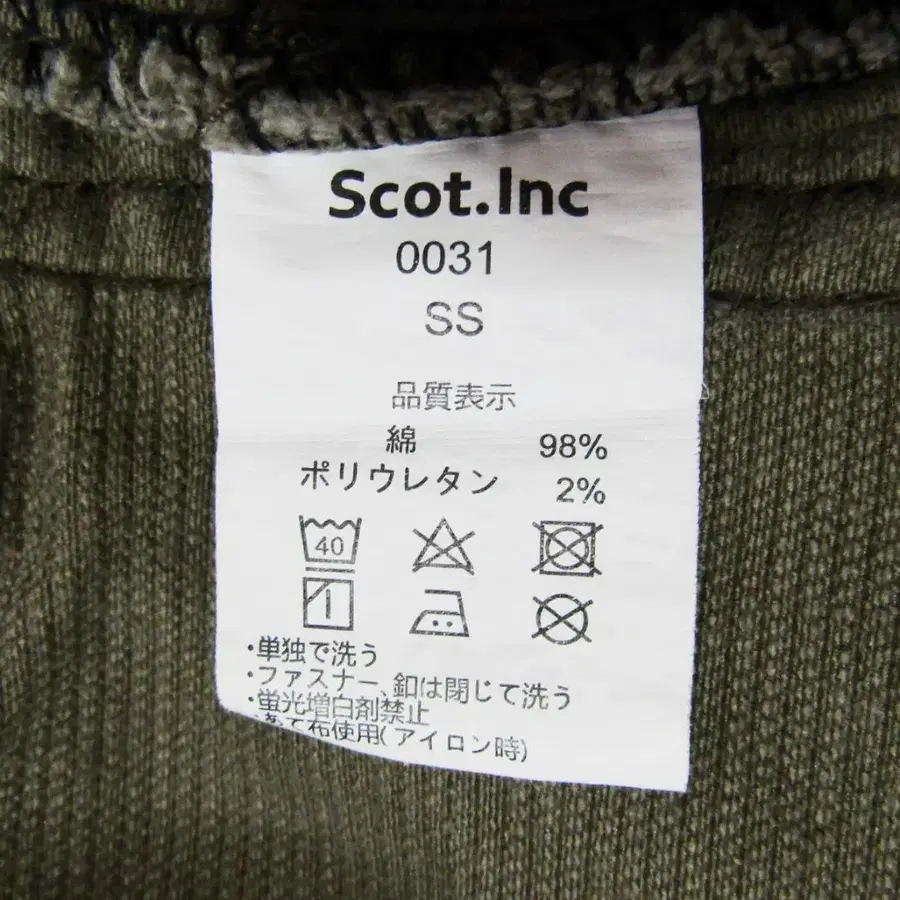 Scot.Inc
0031
SS
品質表示
綿 98%
ポリウレタン 2%
40
・単独で洗う
・ファスナー、釦は閉じて洗う
・蛍光増白剤禁止
・あて布使用(アイロン時)